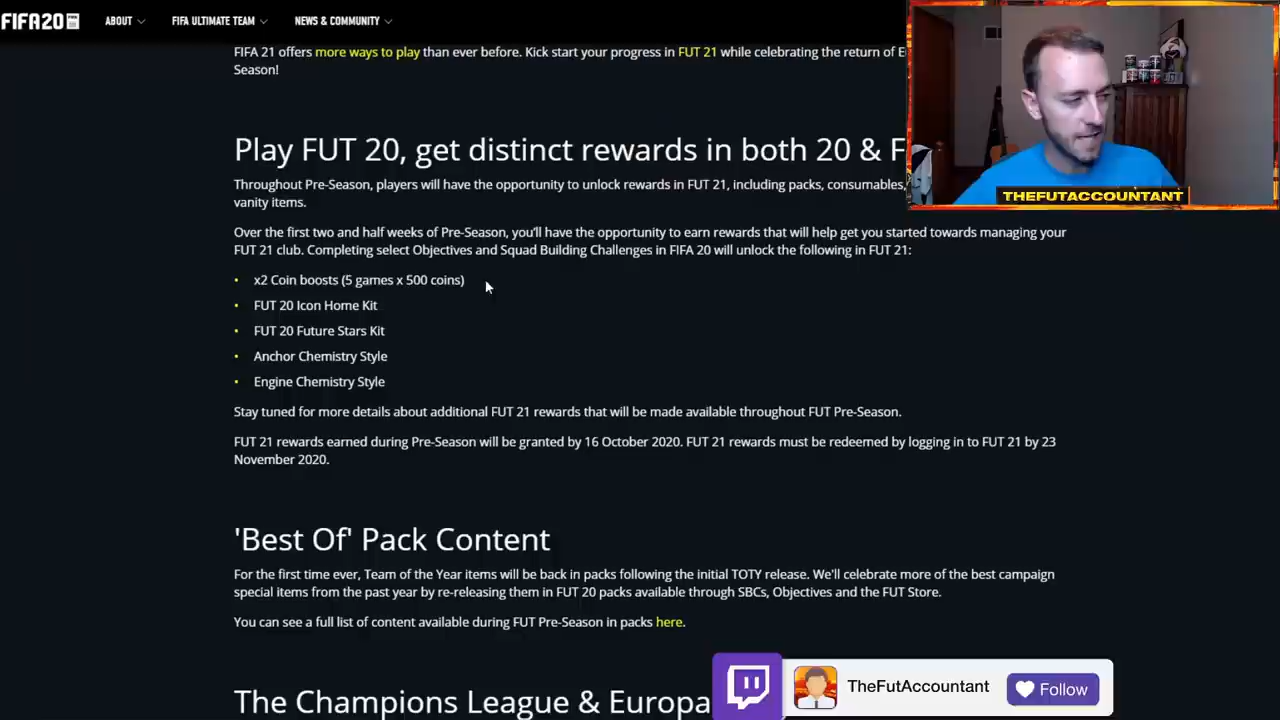 FIFA20 ABOUT FIFA ULTIMATE TEAM NEWS & COMMUNITY
FIFA 21 offers more ways to play than ever before. Kick start your progress in FUT 21 while celebrating the return of E
Season!
Play FUT 20, get distinct rewards in both 20 & F
Throughout Pre-Season, players will have the opportunity to unlock rewards in FUT 21, including packs, consumables,
vanity items.
THEFUTACCOUNTANT
Over the first two and half weeks of Pre-Season, you'll have the opportunity to earn rewards that will help get you started towards managing your
FUT 21 club. Completing select Objectives and Squad Building Challenges in FIFA 20 will unlock the following in FUT 21:
• x2 Coin boosts (5 games x 500 coins)
• FUT 20 Icon Home Kit
• FUT 20 Future Stars Kit
• Anchor Chemistry Style
• Engine Chemistry Style
Stay tuned for more details about additional FUT 21 rewards that will be made available throughout FUT Pre-Season.
FUT 21 rewards earned during Pre-Season will be granted by 16 October 2020. FUT 21 rewards must be redeemed by logging in to FUT 21 by 23
November 2020.
'Best Of' Pack Content
For the first time ever, Team of the Year items will be back in packs following the initial TOTY release. We'll celebrate more of the best campaign
special items from the past year by re-releasing them in FUT 20 packs available through SBCs, Objectives and the FUT Store.
You can see a full list of content available during FUT Pre-Season in packs here.
The Champions League & Europa
TheFutAccountant
Follow